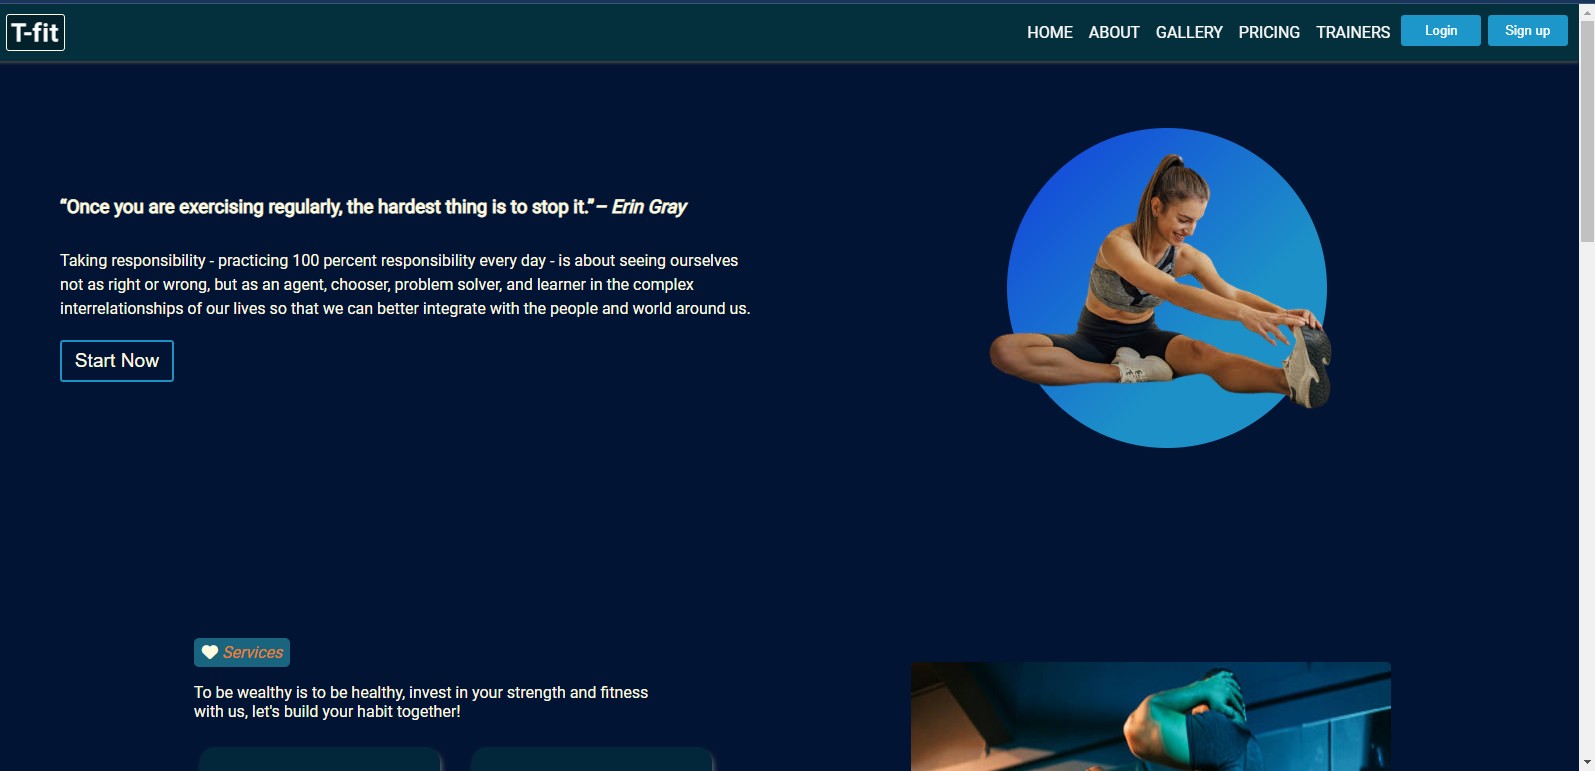 T-fit
HOME ABOUT GALLERY PRICING TRAINERS Login Sign up
“Once you are exercising regularly, the hardest thing is to stop it.” – Erin Gray
Taking responsibility - practicing 100 percent responsibility every day - is about seeing ourselves
not as right or wrong, but as an agent, chooser, problem solver, and learner in the complex
interrelationships of our lives so that we can better integrate with the people and world around us.
Start Now
Services
To be wealthy is to be healthy, invest in your strength and fitness
with us, let's build your habit together!